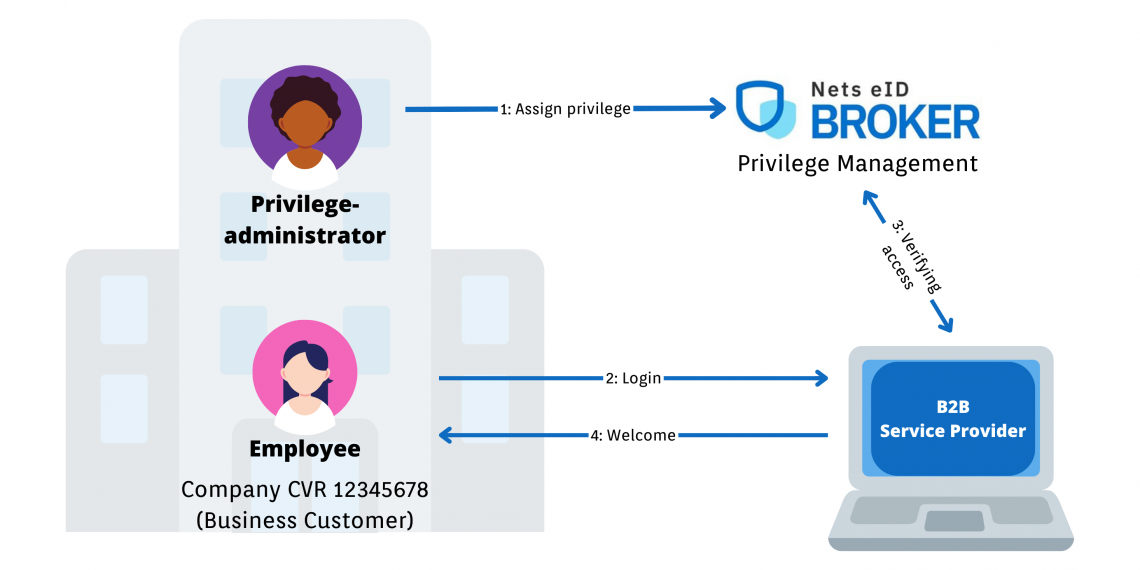 1: Assign privilege
Nets eID
BROKER
Privilege Management
Privilege-
administrator
3: Verifying
access
2: Login
4: Welcome
B2B
Service Provider
Employee
Company CVR 12345678
(Business Customer)